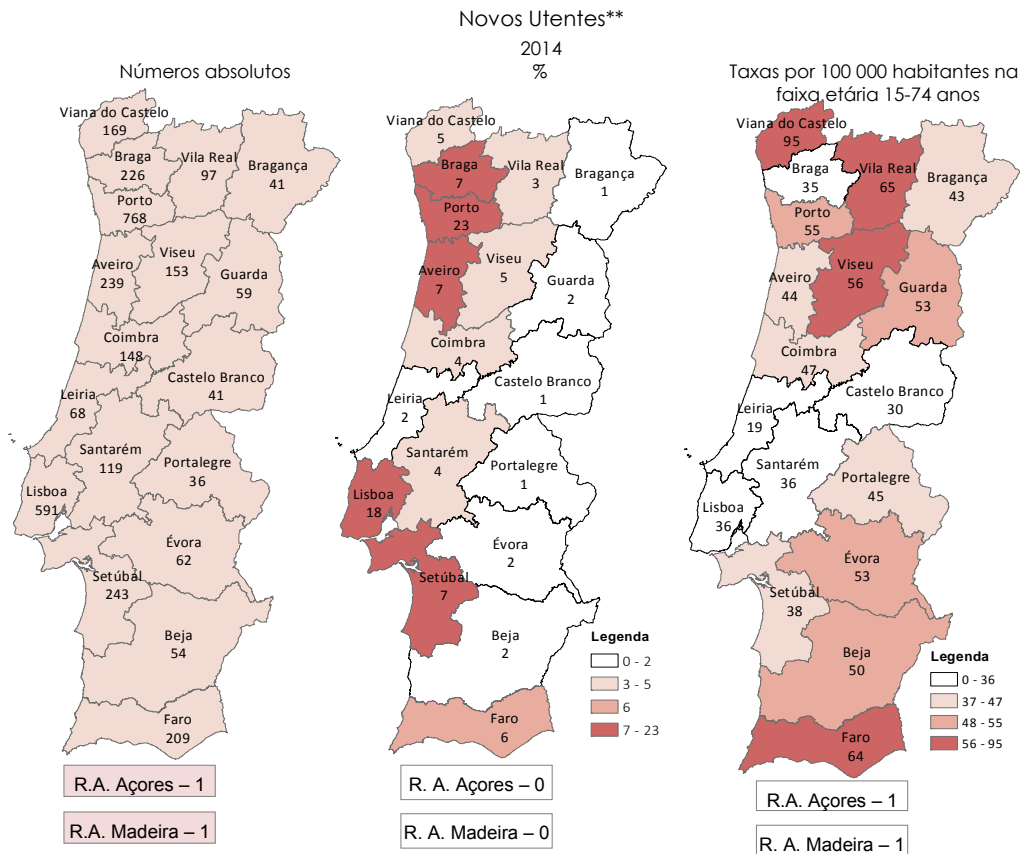 Novos Utentes**
2014
%
Números absolutos
Viana do Castelo
169
Braga
226
Vila Real
97
Bragança
41
Porto
768
Aveiro
239
Viseu
153
Guarda
59
Coimbra
148
Castelo Branco
41
Leiria
68
Santarém
119
Portalegre
36
Lisboa
591
Évora
62
Setúbal
243
Beja
54
Faro
209
R.A. Açores – 1
R.A. Madeira – 1
Viana do Castelo
5
Braga
7
Vila Real
3
Bragança
1
Porto
23
Aveiro
7
Viseu
5
Guarda
2
Coimbra
4
Castelo Branco
1
Leiria
2
Santarém
4
Portalegre
1
Lisboa
18
Évora
2
Setúbal
7
Beja
2
Faro
6
Legenda
0 - 2
3 - 5
6
7 - 23
R.A. Açores – 0
R. A. Madeira – 0
Taxas por 100 000 habitantes na
faixa etária 15-74 anos
Viana do Castelo
95
Braga
35
Vila Real
65
Bragança
43
Porto
55
Aveiro
44
Viseu
56
Guarda
53
Coimbra
47
Castelo Branco
30
Leiria
19
Santarém
36
Portalegre
45
Lisboa
36
Évora
53
Setúbal
38
Beja
50
Faro
64
Legenda
0 - 36
37 - 47
48 - 55
56 - 95
R.A. Açores – 1
R. A. Madeira – 1